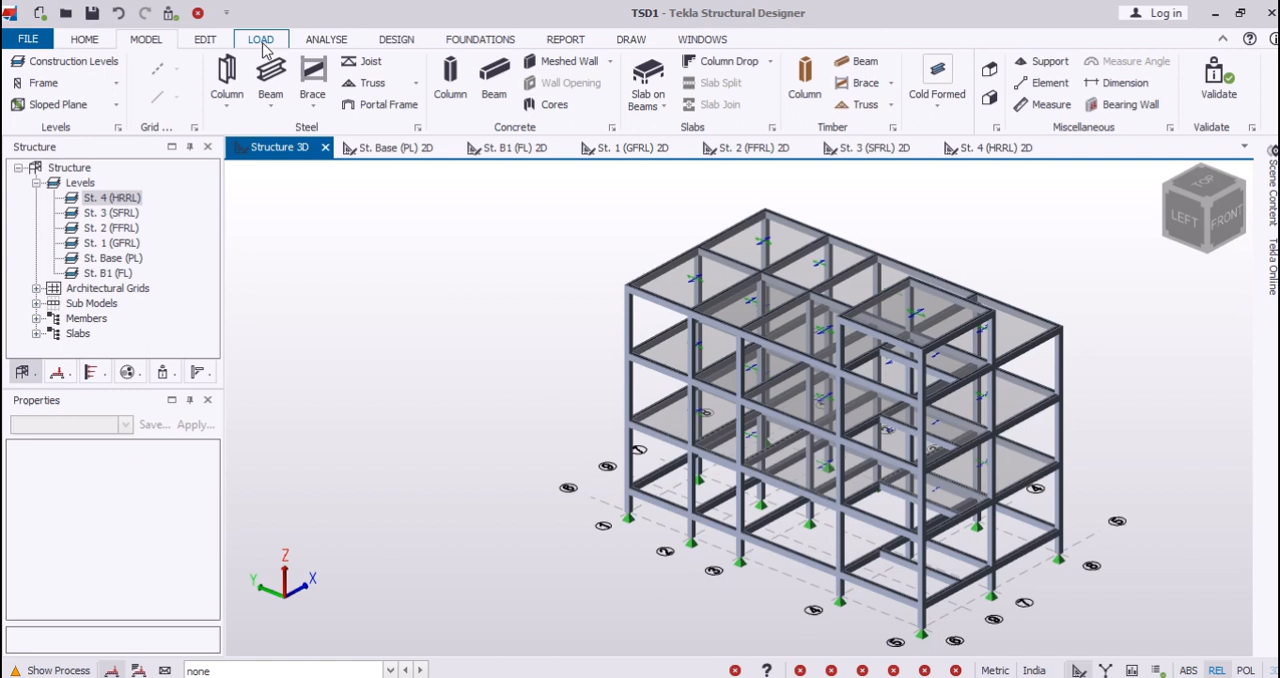 TSD1 - Tekla Structural Designer
Log in
FILE HOME MODEL EDIT LOAD ANALYSE DESIGN FOUNDATIONS REPORT DRAW WINDOWS
Construction Levels
Frame
Sloped Plane
Levels
Grid ...
Column
Beam
Brace
Joist
Truss
Portal Frame
Steel
Column
Beam
Meshed Wall
Wall Opening
Cores
Concrete
Slab on
Beams
Column Drop
Slab Split
Slab Join
Slabs
Column
Beam
Brace
Truss
Timber
Cold Formed
Support
Element
Measure
Measure Angle
Dimension
Bearing Wall
Miscellaneous
Validate
Validate
Structure
Structure 3D
St. Base (PL) 2D
St. B1 (FL) 2D
St. 1 (GFRL) 2D
St. 2 (FFRL) 2D
St. 3 (SFRL) 2D
St. 4 (HRRL) 2D
Structure
Levels
St. 4 (HRRL)
St. 3 (SFRL)
St. 2 (FFRL)
St. 1 (GFRL)
St. Base (PL)
St. B1 (FL)
Architectural Grids
Sub Models
Members
Slabs
Properties
Save... Apply...
TOP
LEFT
FRONT
Scene Content
Tekla Online
Z
Y
X
1
2
3
4
5
Show Process
none
Metric
India
ABS
REL
POL